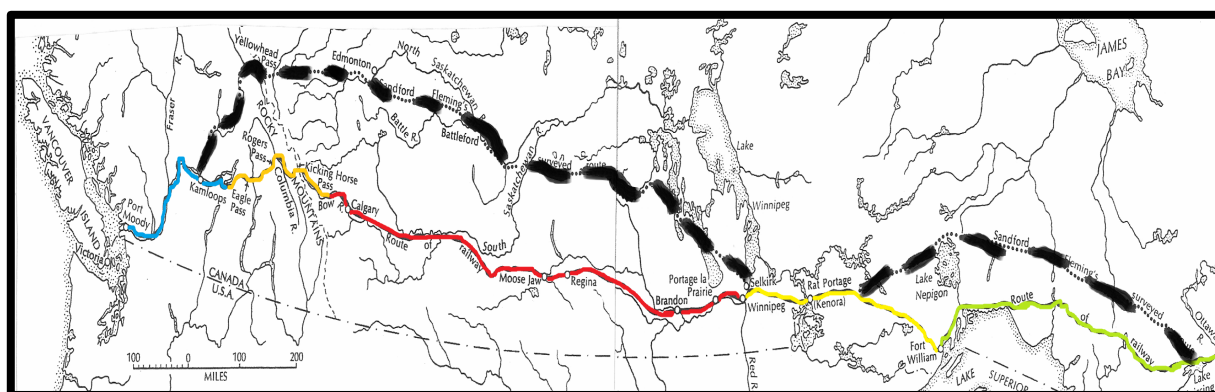 JAMES
BAY
Yellowhead
Pass
Edmonton
North
Saskatchewan
Sandford
Fleming's
R.
Battle R.
Battleford
surveyed
route
Saskatchewan
Fraser
R.
ROCKY
MOUNTAINS
Rogers
Pass
Kicking Horse
Pass
Bow R.
Columbia R.
Kamloops
Eagle
Pass
VANCOUVER
ISLAND
Port
Moody
Victoria
Calgary
Route
of
railway
South
Moose Jaw
Regina
Brandon
Portage la
Prairie
Selkirk
Winnipeg
Lake
Winnipeg
Red R.
Rat Portage
(Kenora)
Lake
Nepigon
Sandford
Fleming's
surveyed
Fort
William
Route
of
railway
LAKE
SUPERIOR
Ottawa
R.
Lake
CANADA
U.S.A.
100 0 100 200
MILES